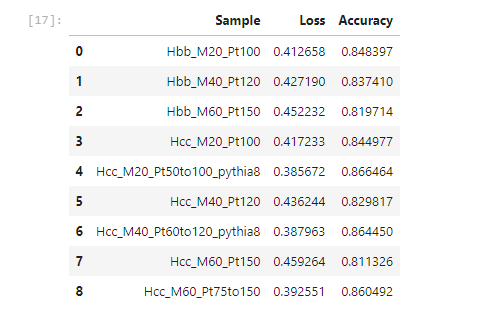 [17]:
Sample Loss Accuracy
0 Hbb_M20_Pt100 0.412658 0.848397
1 Hbb_M40_Pt120 0.427190 0.837410
2 Hbb_M60_Pt150 0.452232 0.819714
3 Hcc_M20_Pt100 0.417233 0.844977
4 Hcc_M20_Pt50to100_pythia8 0.385672 0.866464
5 Hcc_M40_Pt120 0.436244 0.829817
6 Hcc_M40_Pt60to120_pythia8 0.387963 0.864450
7 Hcc_M60_Pt150 0.459264 0.811326
8 Hcc_M60_Pt75to150 0.392551 0.860492